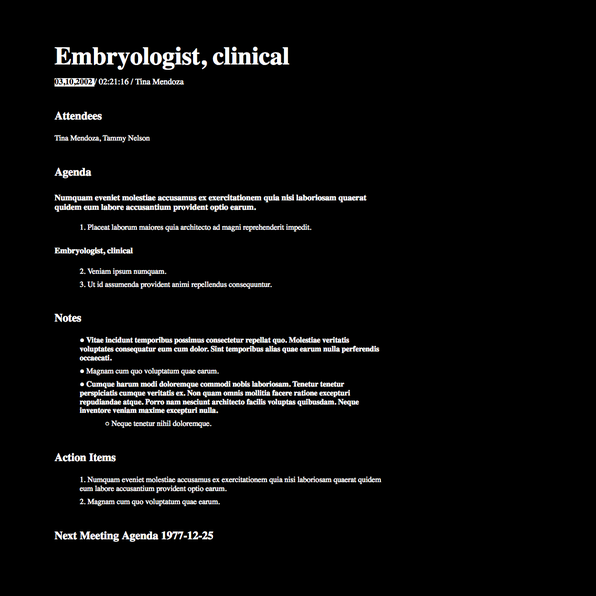 Embryologist, clinical
03,10,2002 / 02:21:16 / Tina Mendoza
Attendees
Tina Mendoza, Tammy Nelson
Agenda
Numquam eveniet molestiae accusamus ex exercitationem quia nisi laboriosam quaerat
quidem eum labore accusantium provident optio earum.
1. Placeat laborum maiores quia architecto ad magni reprehenderit impedit.
Embryologist, clinical
2. Veniam ipsum numquam.
3. Ut id assumenda provident animi repellendus consequuntur.
Notes
● Vitae incidunt temporibus possimus consectetur repellat quo. Molestiae veritatis
voluptates consequatur eum cum dolor. Sint temporibus alias quae earum nulla perferendis
occaecati.
● Magnam cum quo voluptatum quae earum.
● Cumque harum modi doloremque commodi nobis laboriosam. Tenetur tenetur
perspiciatis cumque veritatis ex. Non quam omnis mollitia facere ratione excepturi
repudiandae atque. Porro nam nesciunt architecto facilis voluptas quibusdam. Neque
inventore veniam maxime excepturi nulla.
○ Neque tenetur nihil doloremque.
Action Items
1. Numquam eveniet molestiae accusamus ex exercitationem quia nisi laboriosam quaerat quidem
eum labore accusantium provident optio earum.
2. Magnam cum quo voluptatum quae earum.
Next Meeting Agenda 1977-12-25